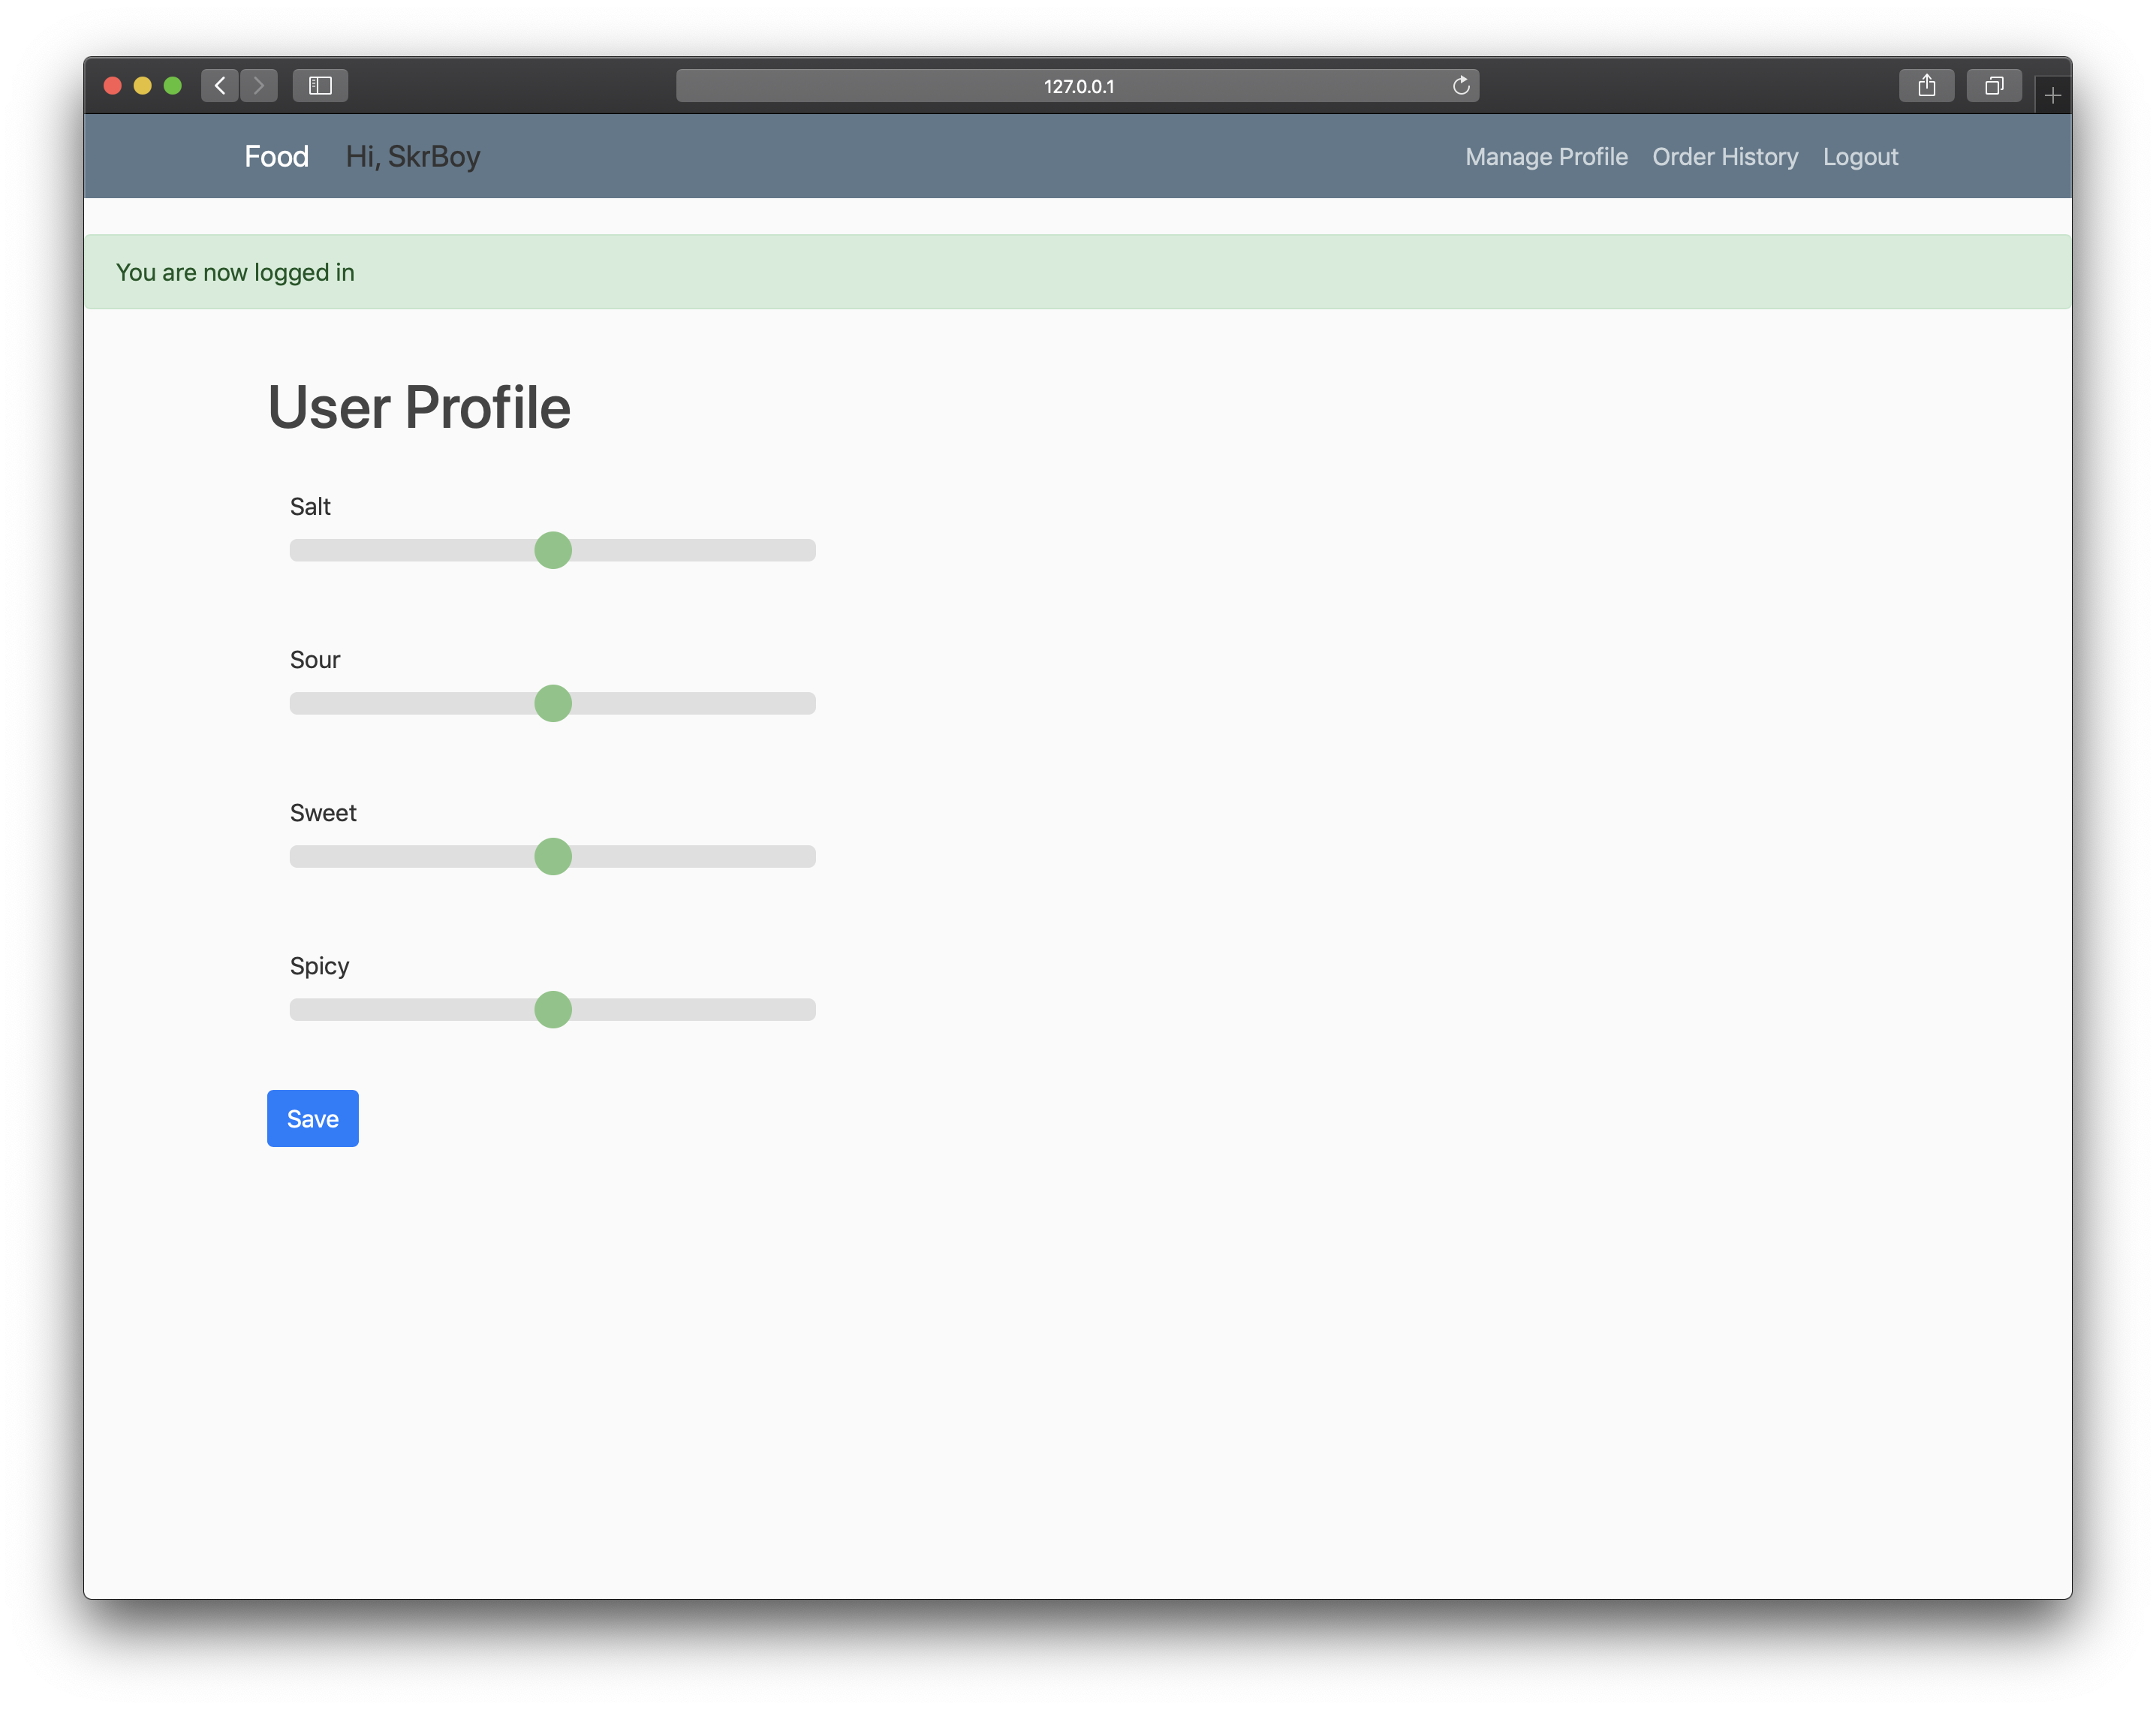 127.0.0.1
Food Hi, SkrBoy Manage Profile Order History Logout
You are now logged in
User Profile
Salt
Sour
Sweet
Spicy
Save